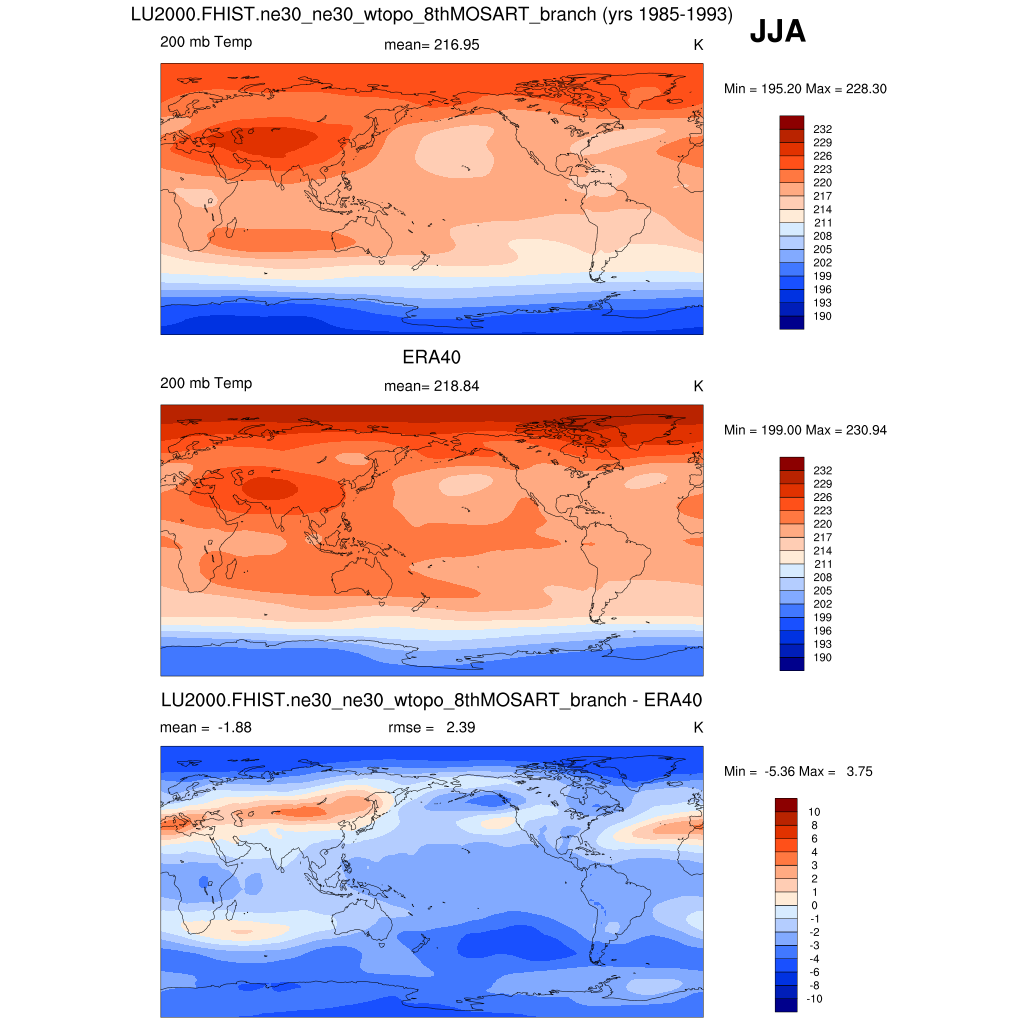 LU2000.FHIST.ne30_ne30_wtopo_8thMOSART_branch (yrs 1985-1993)
JJA
200 mb Temp
mean= 216.95
K
Min = 195.20 Max = 228.30
232
229
226
223
220
217
214
211
208
205
202
199
196
193
190
ERA40
200 mb Temp
mean= 218.84
K
Min = 199.00 Max = 230.94
232
229
226
223
220
217
214
211
208
205
202
199
196
193
190
LU2000.FHIST.ne30_ne30_wtopo_8thMOSART_branch - ERA40
mean = -1.88
rmse = 2.39
K
Min = -5.36 Max = 3.75
10
8
6
4
3
2
1
0
-1
-2
-3
-4
-6
-8
-10